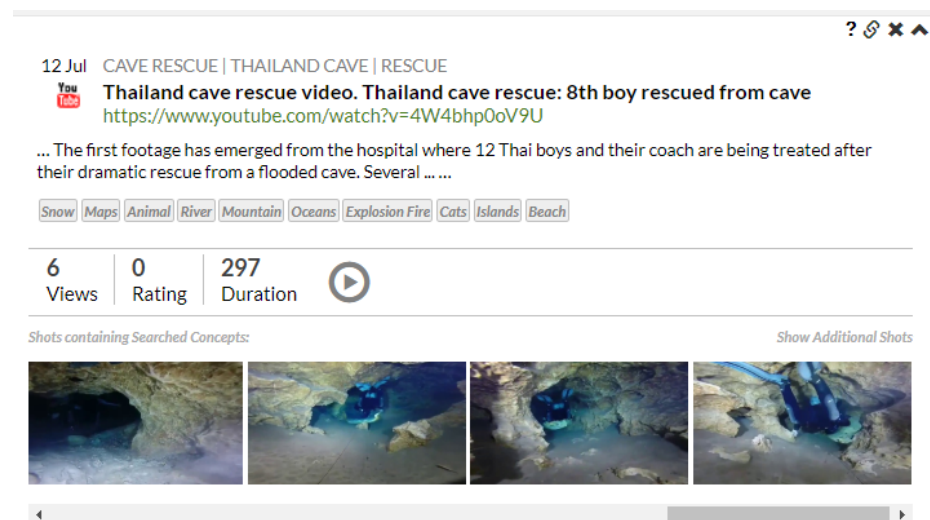 ?
12 Jul CAVE RESCUE | THAILAND CAVE | RESCUE
You Tube Thailand cave rescue video. Thailand cave rescue: 8th boy rescued from cave
https://www.youtube.com/watch?v=4W4bhp0oV9U
... The first footage has emerged from the hospital where 12 Thai boys and their coach are being treated after
their dramatic rescue from a flooded cave. Several ... ...
Snow Maps Animal River Mountain Oceans Explosion Fire Cats Islands Beach
6 0 297
Views Rating Duration
Shots containing Searched Concepts: Show Additional Shots